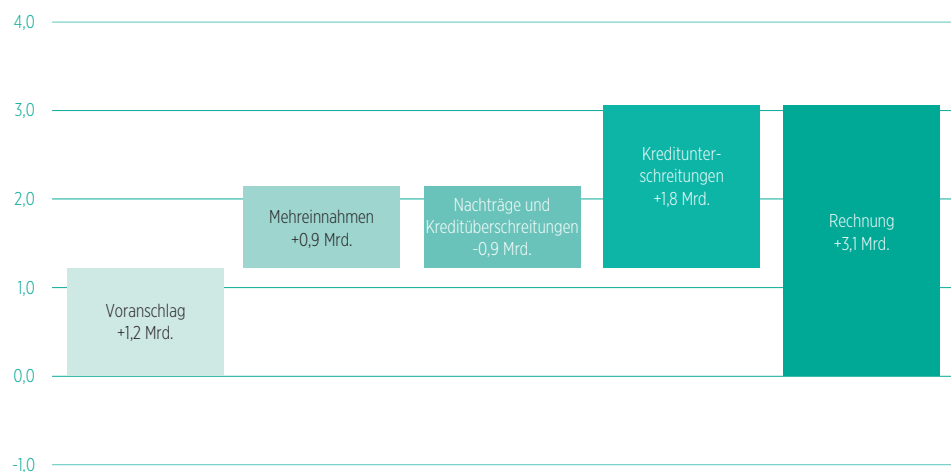 4,0
3,0
2,0
1,0
0,0
-1,0
Voranschlag
+1,2 Mrd.
Mehreinnahmen
+0,9 Mrd.
Nachträge und
Kreditüberschreitungen
-0,9 Mrd.
Kreditunter-
schreitungen
+1,8 Mrd.
Rechnung
+3,1 Mrd.